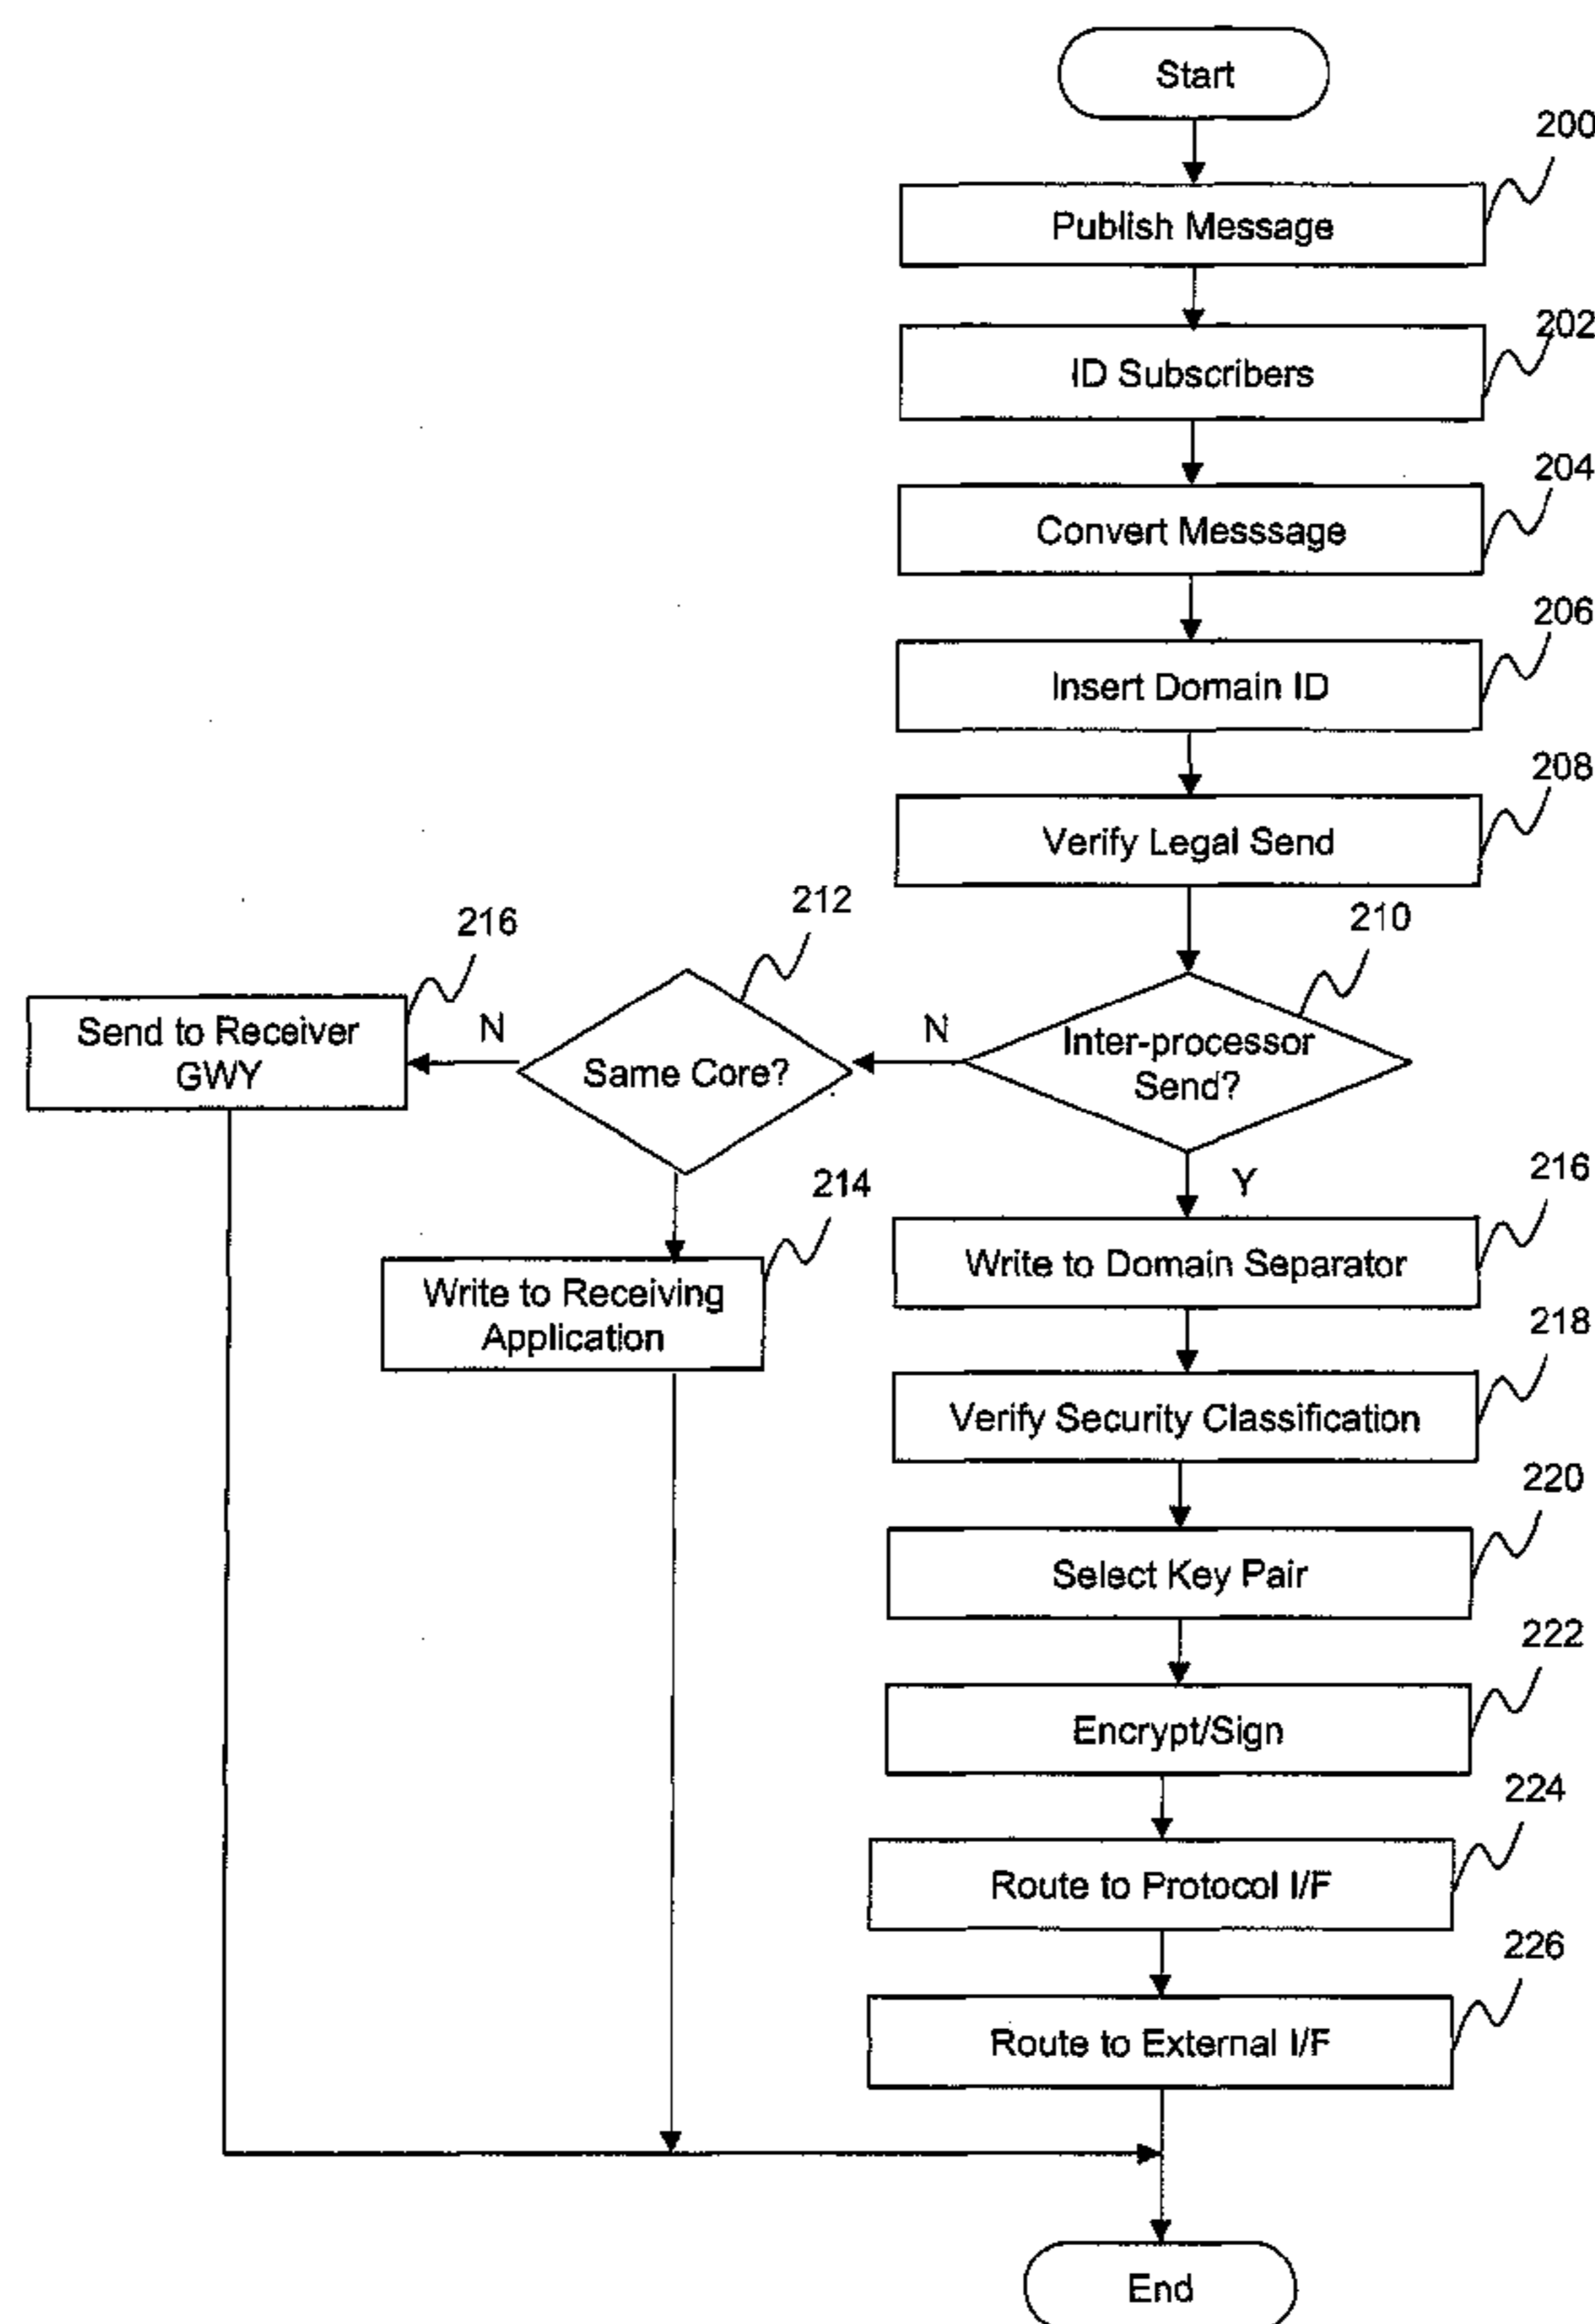 Start
200
Publish Message
202
ID Subscribers
204
Convert Messsage
206
Insert Domain ID
208
Verify Legal Send
212
210
216
Send to Receiver
GWY
N
Same Core?
N
Inter-processor
Send?
214
Write to Receiving
Application
Y
216
Write to Domain Separator
218
Verify Security Classification
220
Select Key Pair
222
Encrypt/Sign
224
Route to Protocol I/F
226
Route to External I/F
End